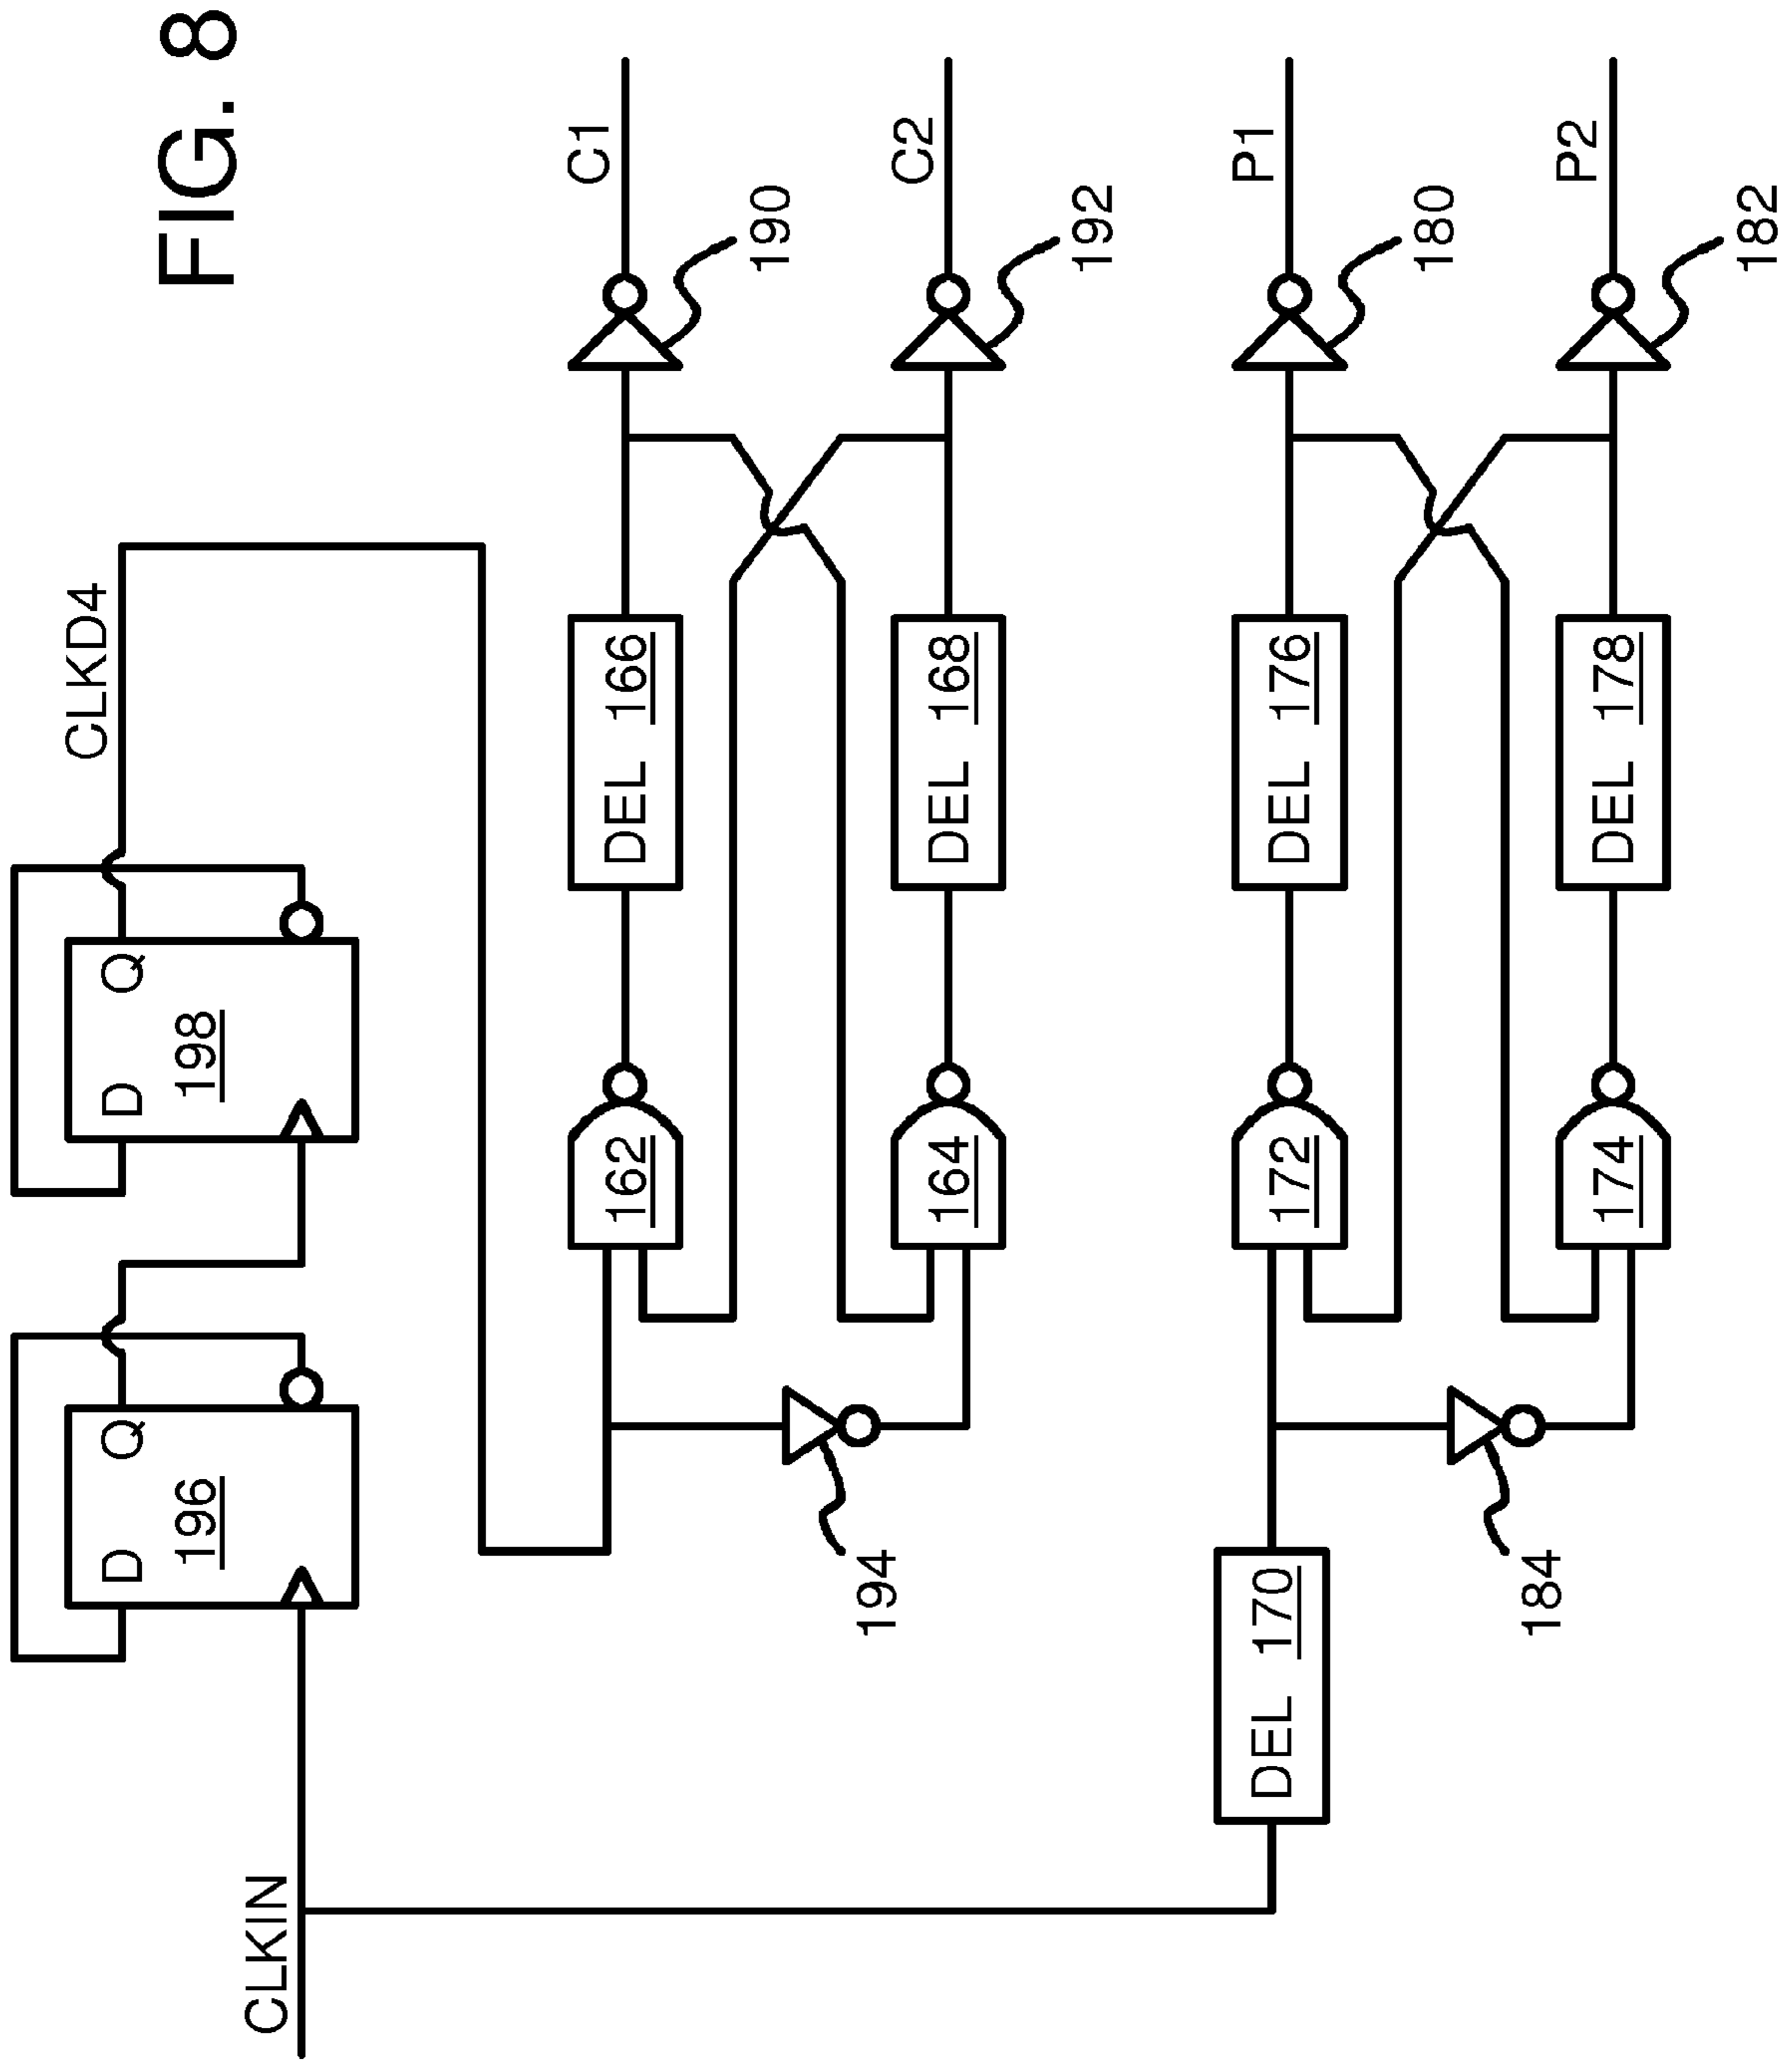 FIG. 8
CLKIN
D Q
196
D Q
198
CLKD4
162
DEL 166
C1
190
194
164
DEL 168
C2
192
DEL 170
172
DEL 176
P1
180
184
174
DEL 178
P2
182